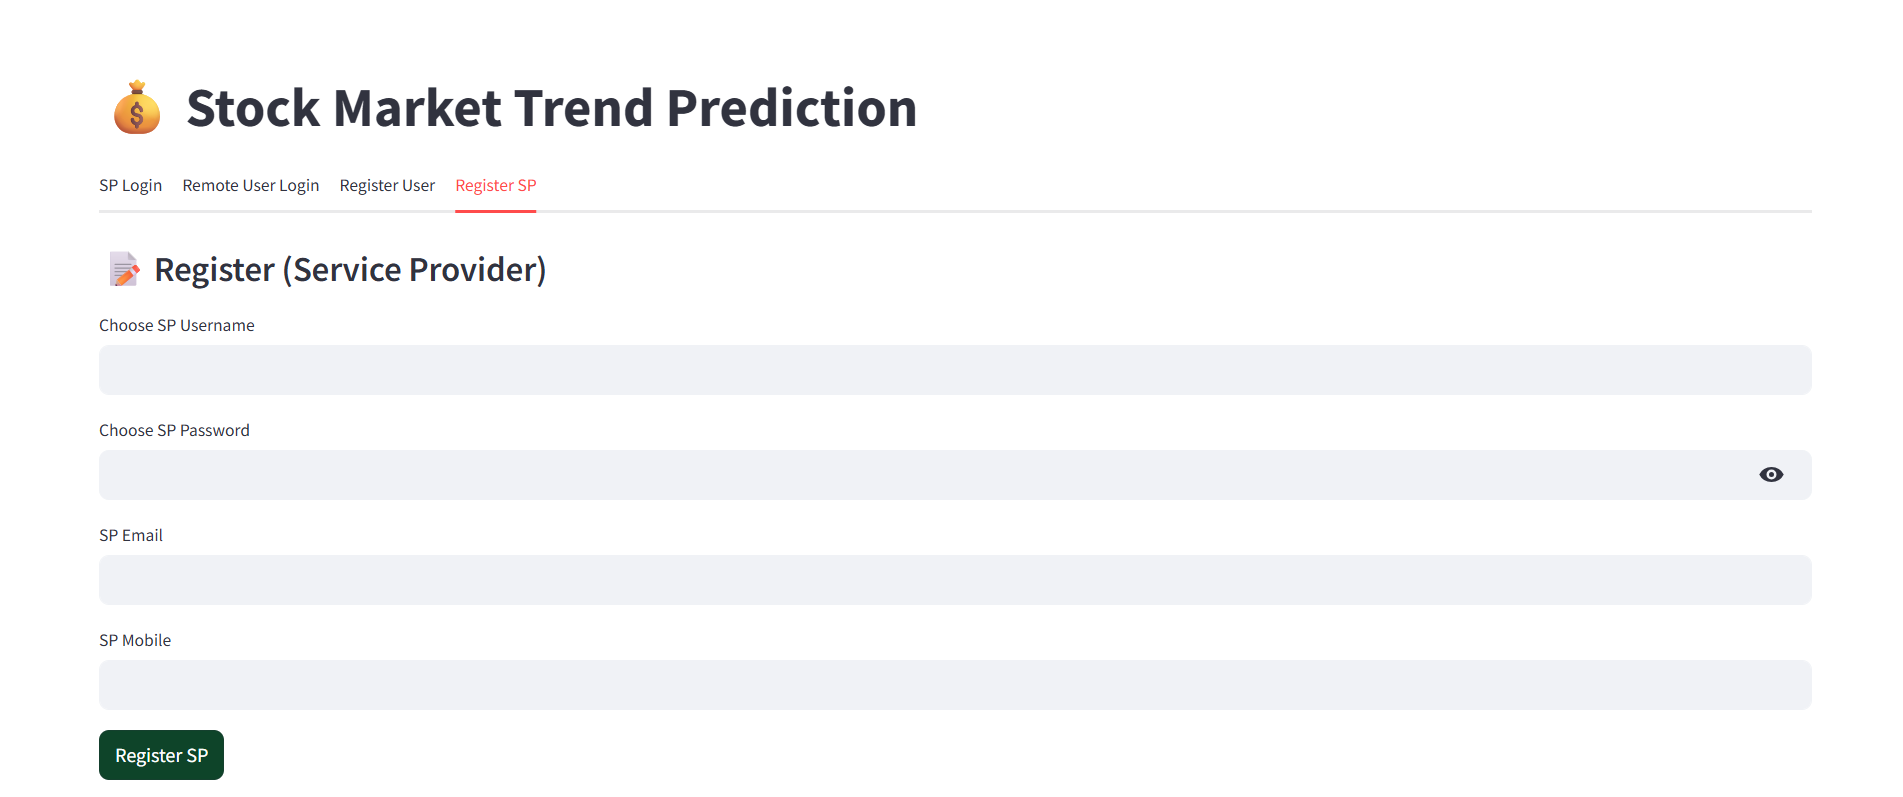 Stock Market Trend Prediction
SP Login Remote User Login Register User Register SP
Register (Service Provider)
Choose SP Username
Choose SP Password
SP Email
SP Mobile
Register SP